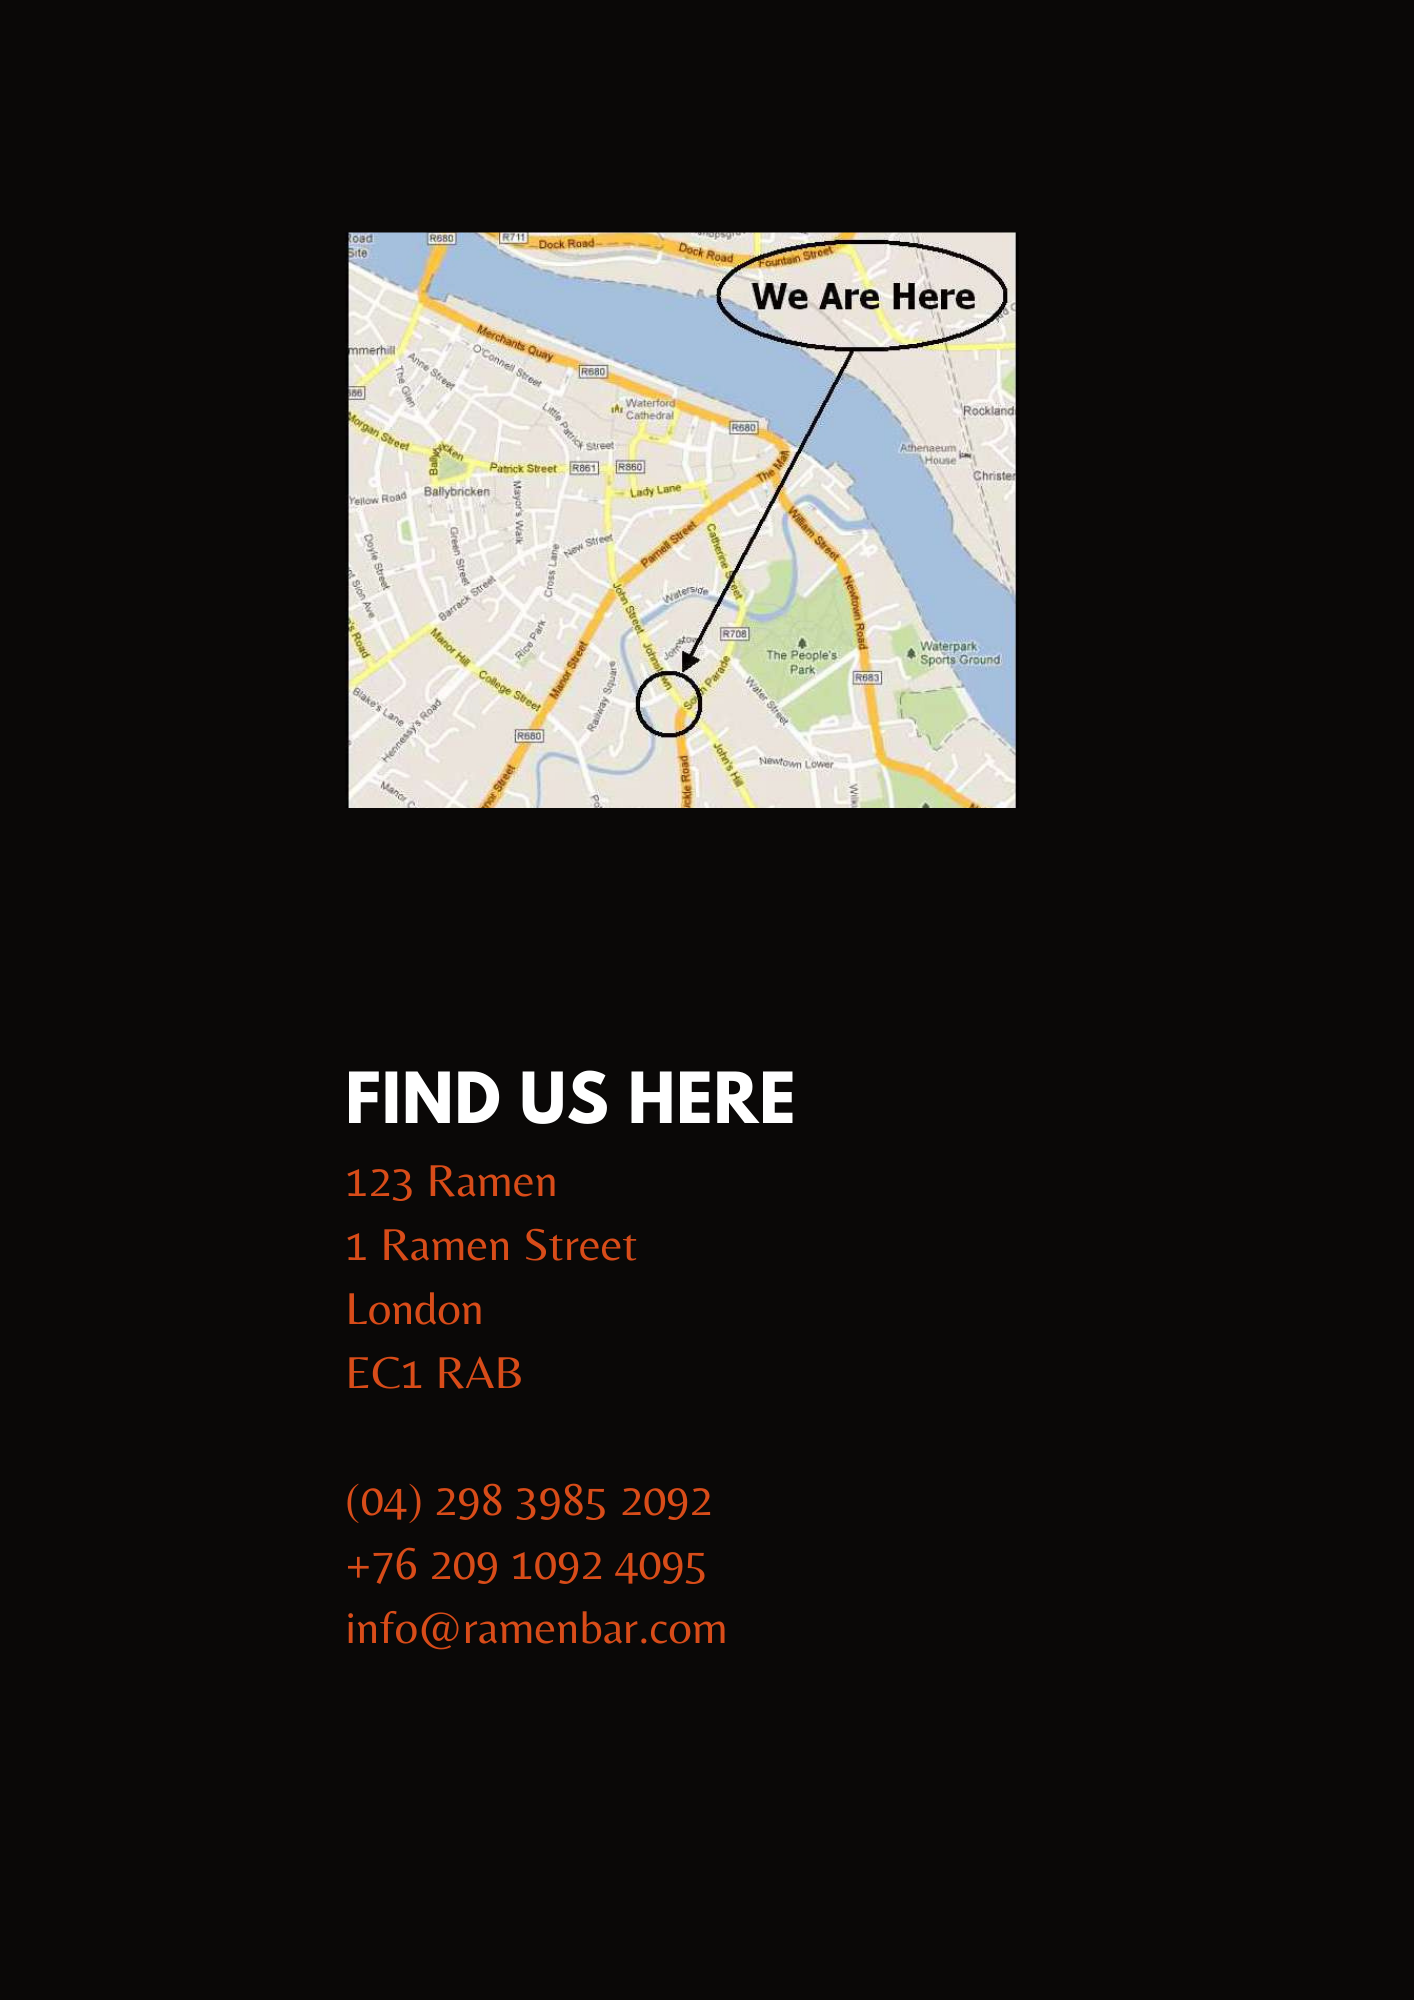 Road
Site
R680
R711
Dock Road
Dock Road
Fountain Street
We Are Here
Merchants Quay
O'Connell Street
R680
Anne Street
The Glen
Little Patrick Street
Waterford
Cathedral
R680
Morgan Street
Ballybricken
Patrick Street
R861
R860
The Mall
Athenaeum
House
Yellow Road
Ballybricken
Mayor's Walk
Lady Lane
Doyle Street
Green Street
New Street
Cross Lane
Parnell Street
Catherine Street
William Street
Barrack Street
John Street
Waterside
Newtown Road
Manor Hill
Rice Park
Johnstown
R708
The People's
Park
Waterpark
Sports Ground
College Street
Manor Street
Railway Square
South Parade
Water Street
R683
Blake's Lane
Hennessy's Road
R680
John's Hill
Newtown Lower
FIND US HERE
123 Ramen
1 Ramen Street
London
EC1 RAB
(04) 298 3985 2092
+76 209 1092 4095
info@ramenbar.com